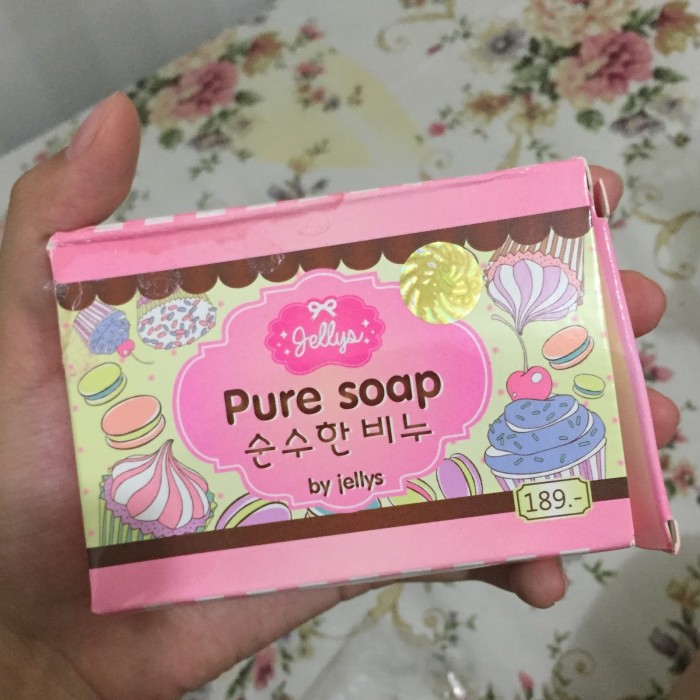 Jellys
Pure soap
순수한 비누
by jellys
189.-